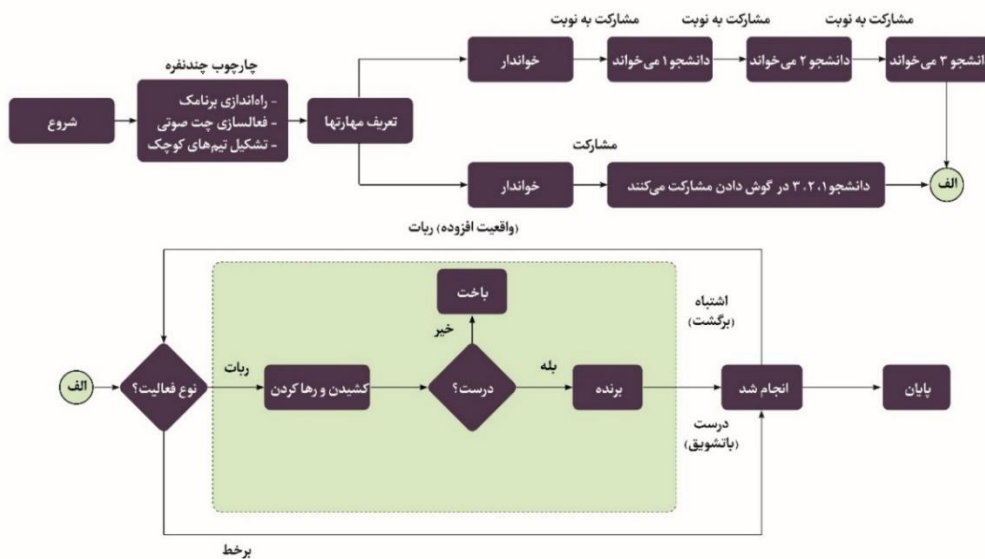 مشارکت به نوبت
مشارکت به نوبت
مشارکت به نوبت
چارچوب چندنفره
شروع
- راه‌اندازی برنامک
- فعالسازی چت صوتی
- تشکیل تیم‌های کوچک
تعریف مهارتها
خواندار
دانشجو ۱ می‌خواند
دانشجو ۲ می‌خواند
دانشجو ۳ می‌خواند
مشارکت
خواندار
دانشجو۱، ۲، ۳ در گوش دادن مشارکت می‌کنند
الف
(واقعیت افزوده) ربات
باخت
خیر
اشتباه
(برگشت)
الف
نوع فعالیت؟
ربات
کشیدن و رها کردن
درست؟
بله
برنده
انجام شد
پایان
درست
(باتشویق)
برخط